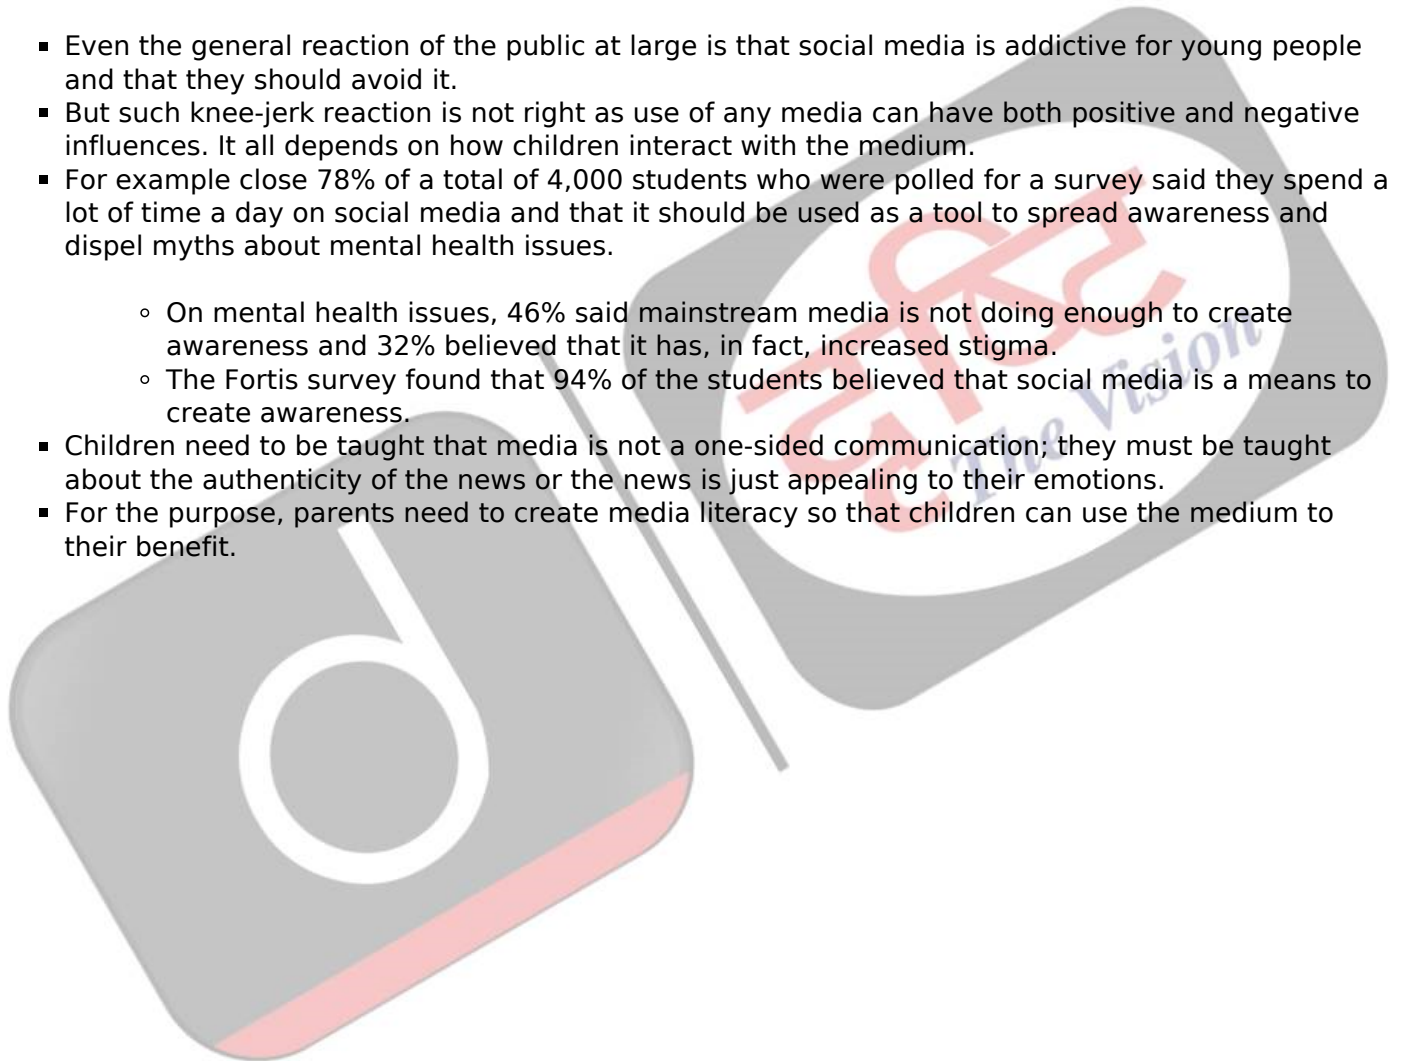 ▪ Even the general reaction of the public at large is that social media is addictive for young people
and that they should avoid it.
▪ But such knee-jerk reaction is not right as use of any media can have both positive and negative
influences. It all depends on how children interact with the medium.
▪ For example close 78% of a total of 4,000 students who were polled for a survey said they spend a
lot of time a day on social media and that it should be used as a tool to spread awareness and
dispel myths about mental health issues.
◦ On mental health issues, 46% said mainstream media is not doing enough to create
awareness and 32% believed that it has, in fact, increased stigma.
◦ The Fortis survey found that 94% of the students believed that social media is a means to
create awareness.
▪ Children need to be taught that media is not a one-sided communication; they must be taught
about the authenticity of the news or the news is just appealing to their emotions.
▪ For the purpose, parents need to create media literacy so that children can use the medium to
their benefit.
दृष्टि
The Vision
d